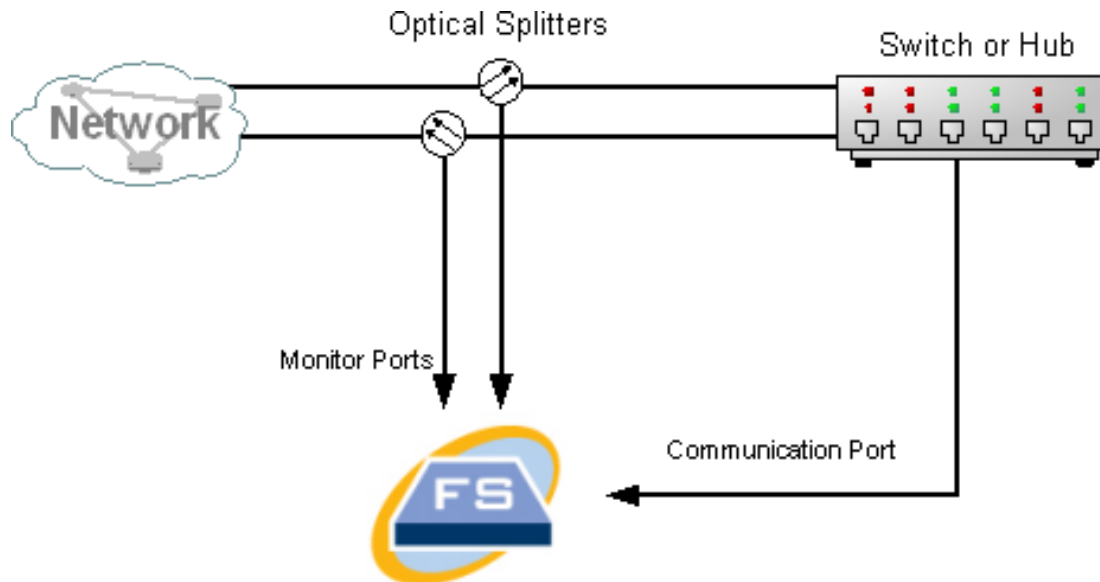 Optical Splitters
Switch or Hub
Network
Monitor Ports
Communication Port
FS